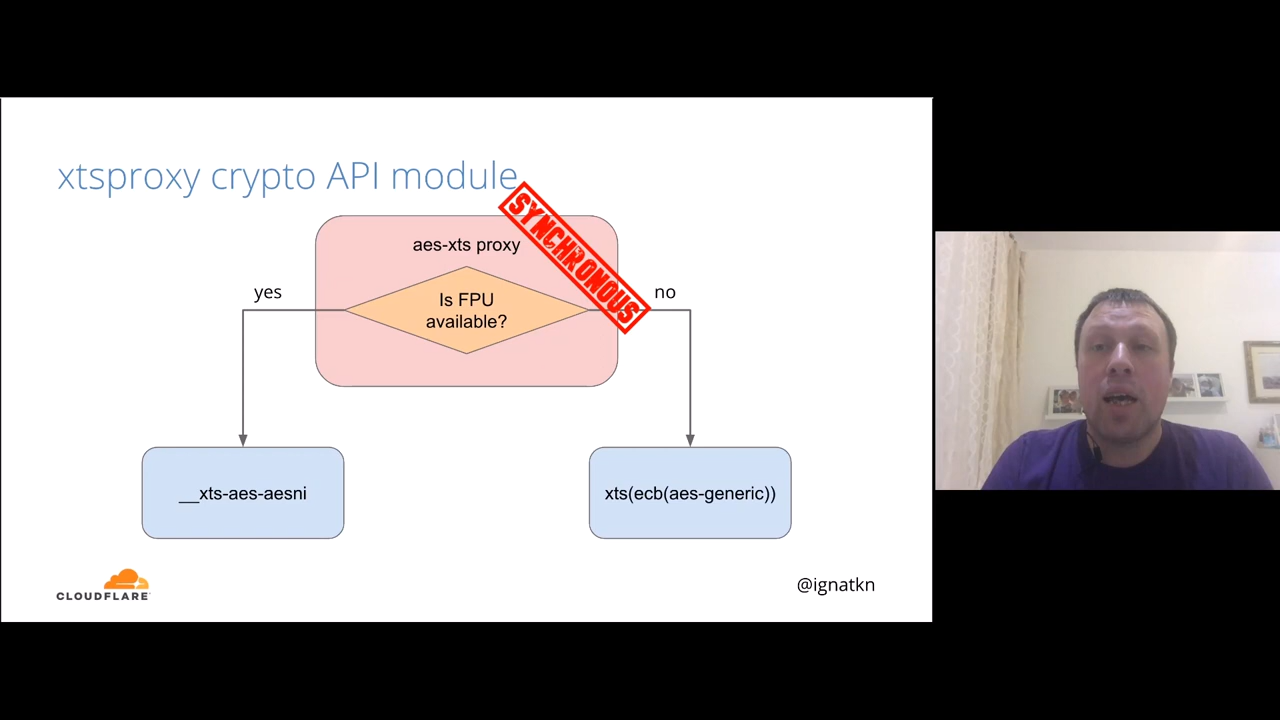 xtsproxy crypto API module
SYNCHRONOUS
aes-xts proxy
yes
Is FPU
available?
no
__xts-aes-aesni
xts(ecb(aes-generic))
CLOUDFLARE
@ignatkn